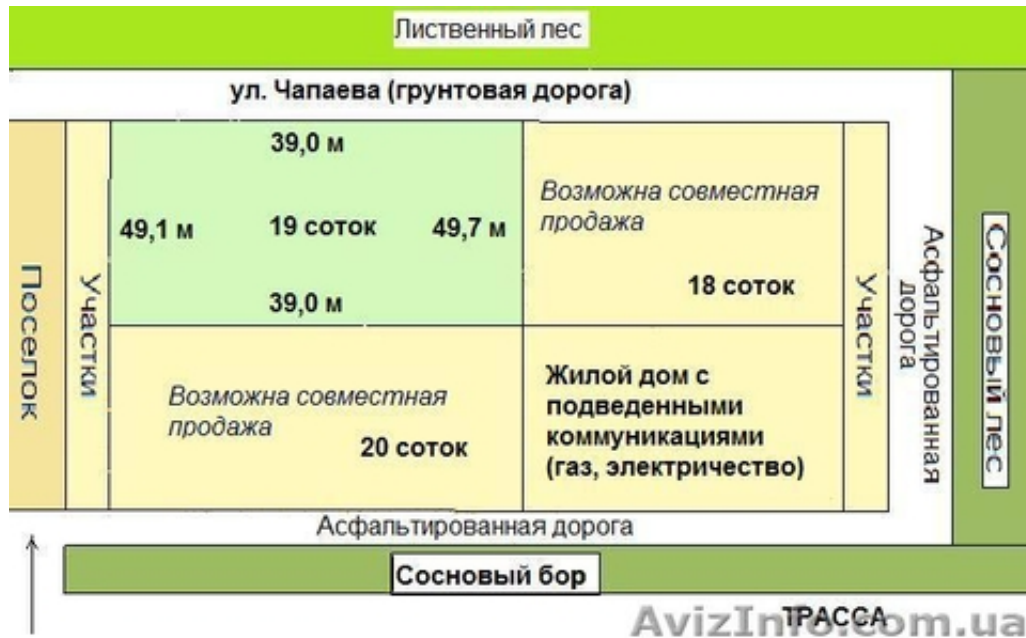 Лиственный лес
ул. Чапаева (грунтовая дорога)
39,0 м
49,1 м
19 соток
49,7 м
39,0 м
Возможна совместная
продажа
18 соток
Поселок
Участки
Возможна совместная
продажа
20 соток
Жилой дом с
подведенными
коммуникациями
(газ, электричество)
Участки
Асфальтированная
дорога
Сосновый лес
Асфальтированная дорога
Сосновый бор
ТРАССА
AvizInfo.com.ua